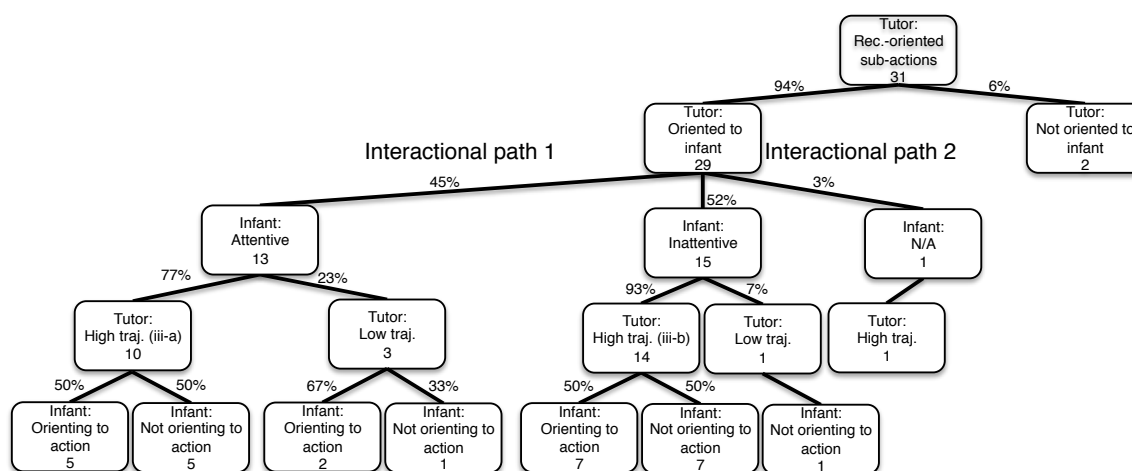 Tutor:
Rec.-oriented
sub-actions
31
94%
6%
Tutor:
Oriented to
infant
29
Tutor:
Not oriented to
infant
2
Interactional path 1
Interactional path 2
45%
52%
3%
Infant:
Attentive
13
Infant:
Inattentive
15
Infant:
N/A
1
77%
23%
93%
7%
Tutor:
High traj. (iii-a)
10
Tutor:
Low traj.
3
Tutor:
High traj. (iii-b)
14
Tutor:
Low traj.
1
Tutor:
High traj.
1
50%
50%
67%
33%
50%
50%
Infant:
Orienting to
action
5
Infant:
Not orienting to
action
5
Infant:
Orienting to
action
2
Infant:
Not orienting to
action
1
Infant:
Orienting to
action
7
Infant:
Not orienting to
action
7
Infant:
Not orienting to
action
1